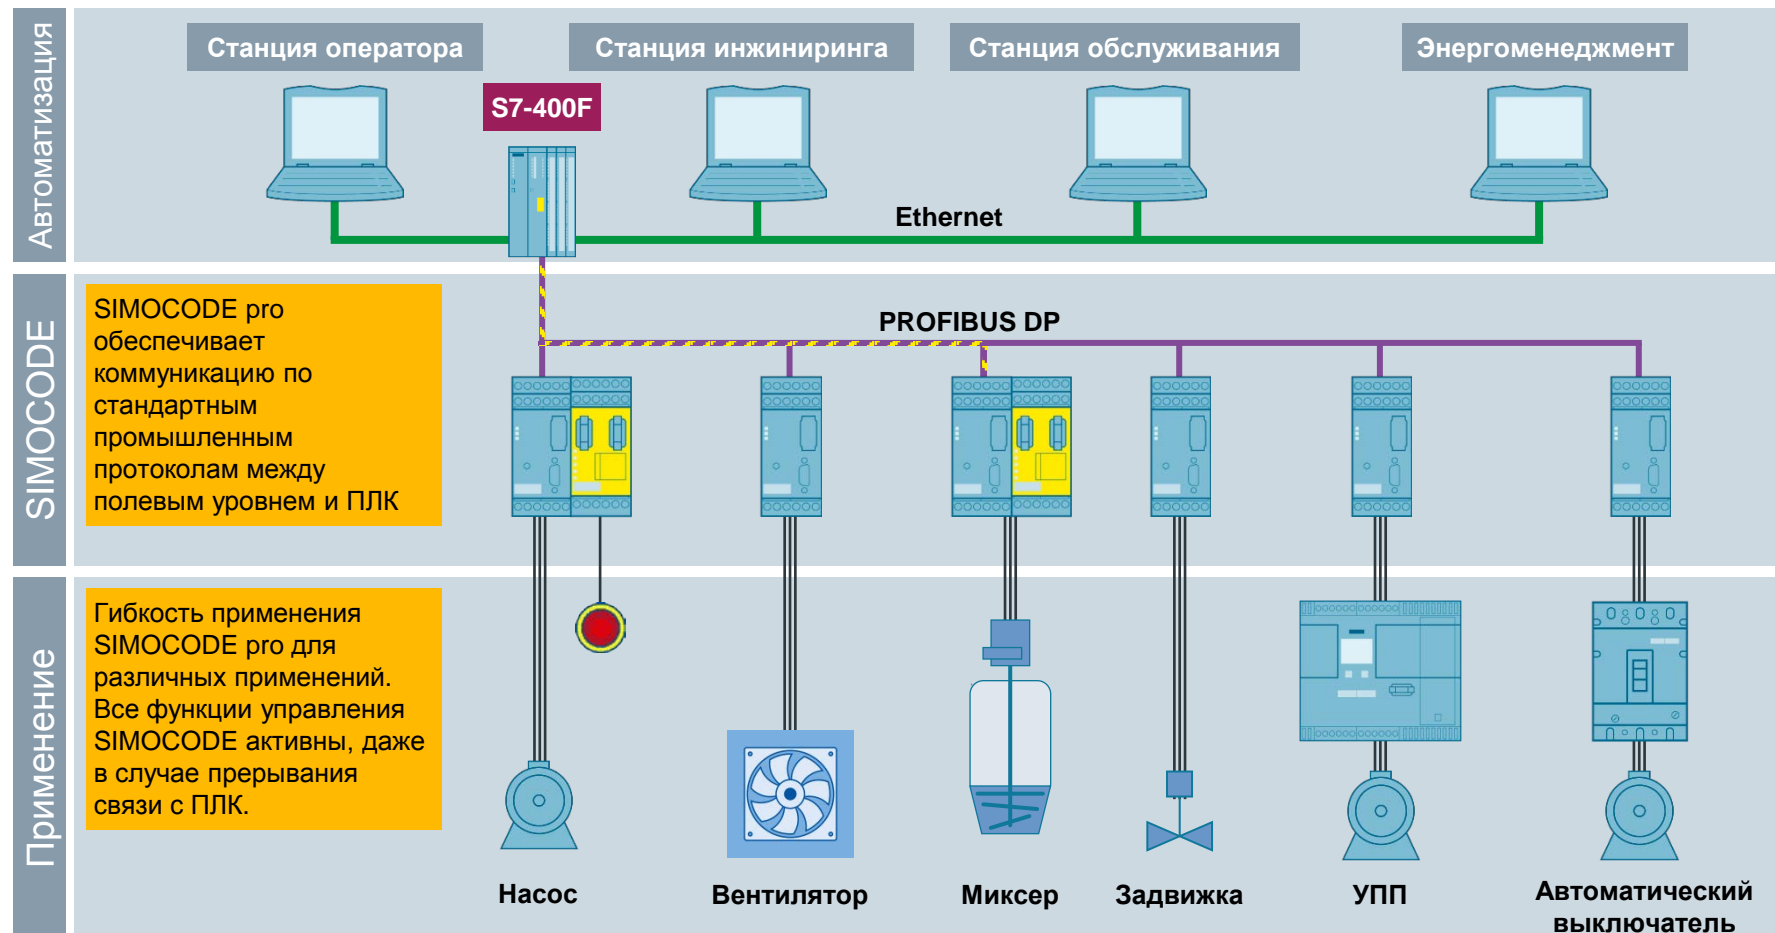 Автоматизация
Станция оператора
Станция инжиниринга
Станция обслуживания
Энергоменеджмент
S7-400F
Ethernet
SIMOCODE
SIMOCODE pro
обеспечивает
коммуникацию по
стандартным
промышленным
протоколам между
полевым уровнем и ПЛК
PROFIBUS DP
Применение
Гибкость применения
SIMOCODE pro для
различных применений.
Все функции управления
SIMOCODE активны, даже
в случае прерывания
связи с ПЛК.
Насос
Вентилятор
Миксер
Задвижка
УПП
Автоматический
выключатель